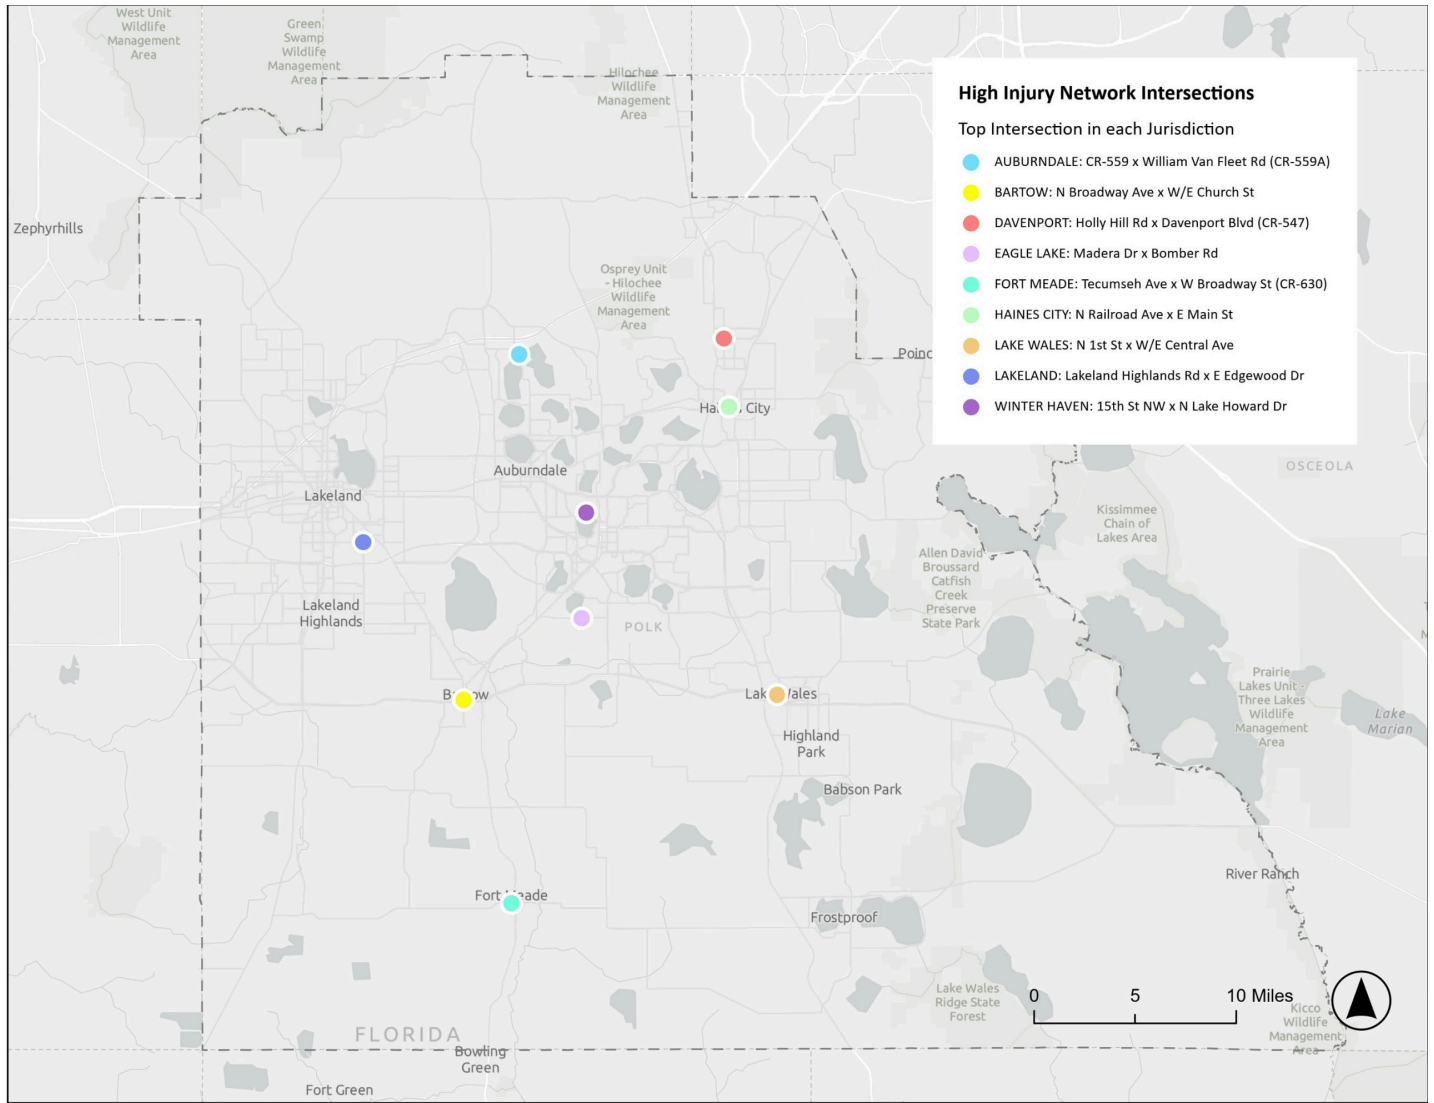 West Unit
Wildlife
Management
Area
Green
Swamp
Wildlife
Management
Area
Hilochee
Wildlife
Management
Area
High Injury Network Intersections
Top Intersection in each Jurisdiction
AUBURNDALE: CR-559 x William Van Fleet Rd (CR-559A)
BARTOW: N Broadway Ave x W/E Church St
DAVENPORT: Holly Hill Rd x Davenport Blvd (CR-547)
EAGLE LAKE: Madera Dr x Bomber Rd
FORT MEADE: Tecumseh Ave x W Broadway St (CR-630)
HAINES CITY: N Railroad Ave x E Main St
LAKE WALES: N 1st St x W/E Central Ave
LAKELAND: Lakeland Highlands Rd x E Edgewood Dr
WINTER HAVEN: 15th St NW x N Lake Howard Dr
Zephyrhills
Osprey Unit
- Hilochee
Wildlife
Management
Area
Poinc
City
Auburndale
Lakeland
OSCEOLA
Kissimmee
Chain of
Lakes Area
Allen David
Broussard
Catfish
Creek
Preserve
State Park
Lakeland
Highlands
POLK
Prairie
Lakes Unit -
Three Lakes
Wildlife
Management
Area
Lake
Marian
Lake Wales
Highland
Park
Babson Park
River Ranch
Fort Meade
Frostproof
Lake Wales
Ridge State
Forest
0 5 10 Miles
Kicco
Wildlife
Management
Area
FLORIDA
Bowling
Green
Fort Green